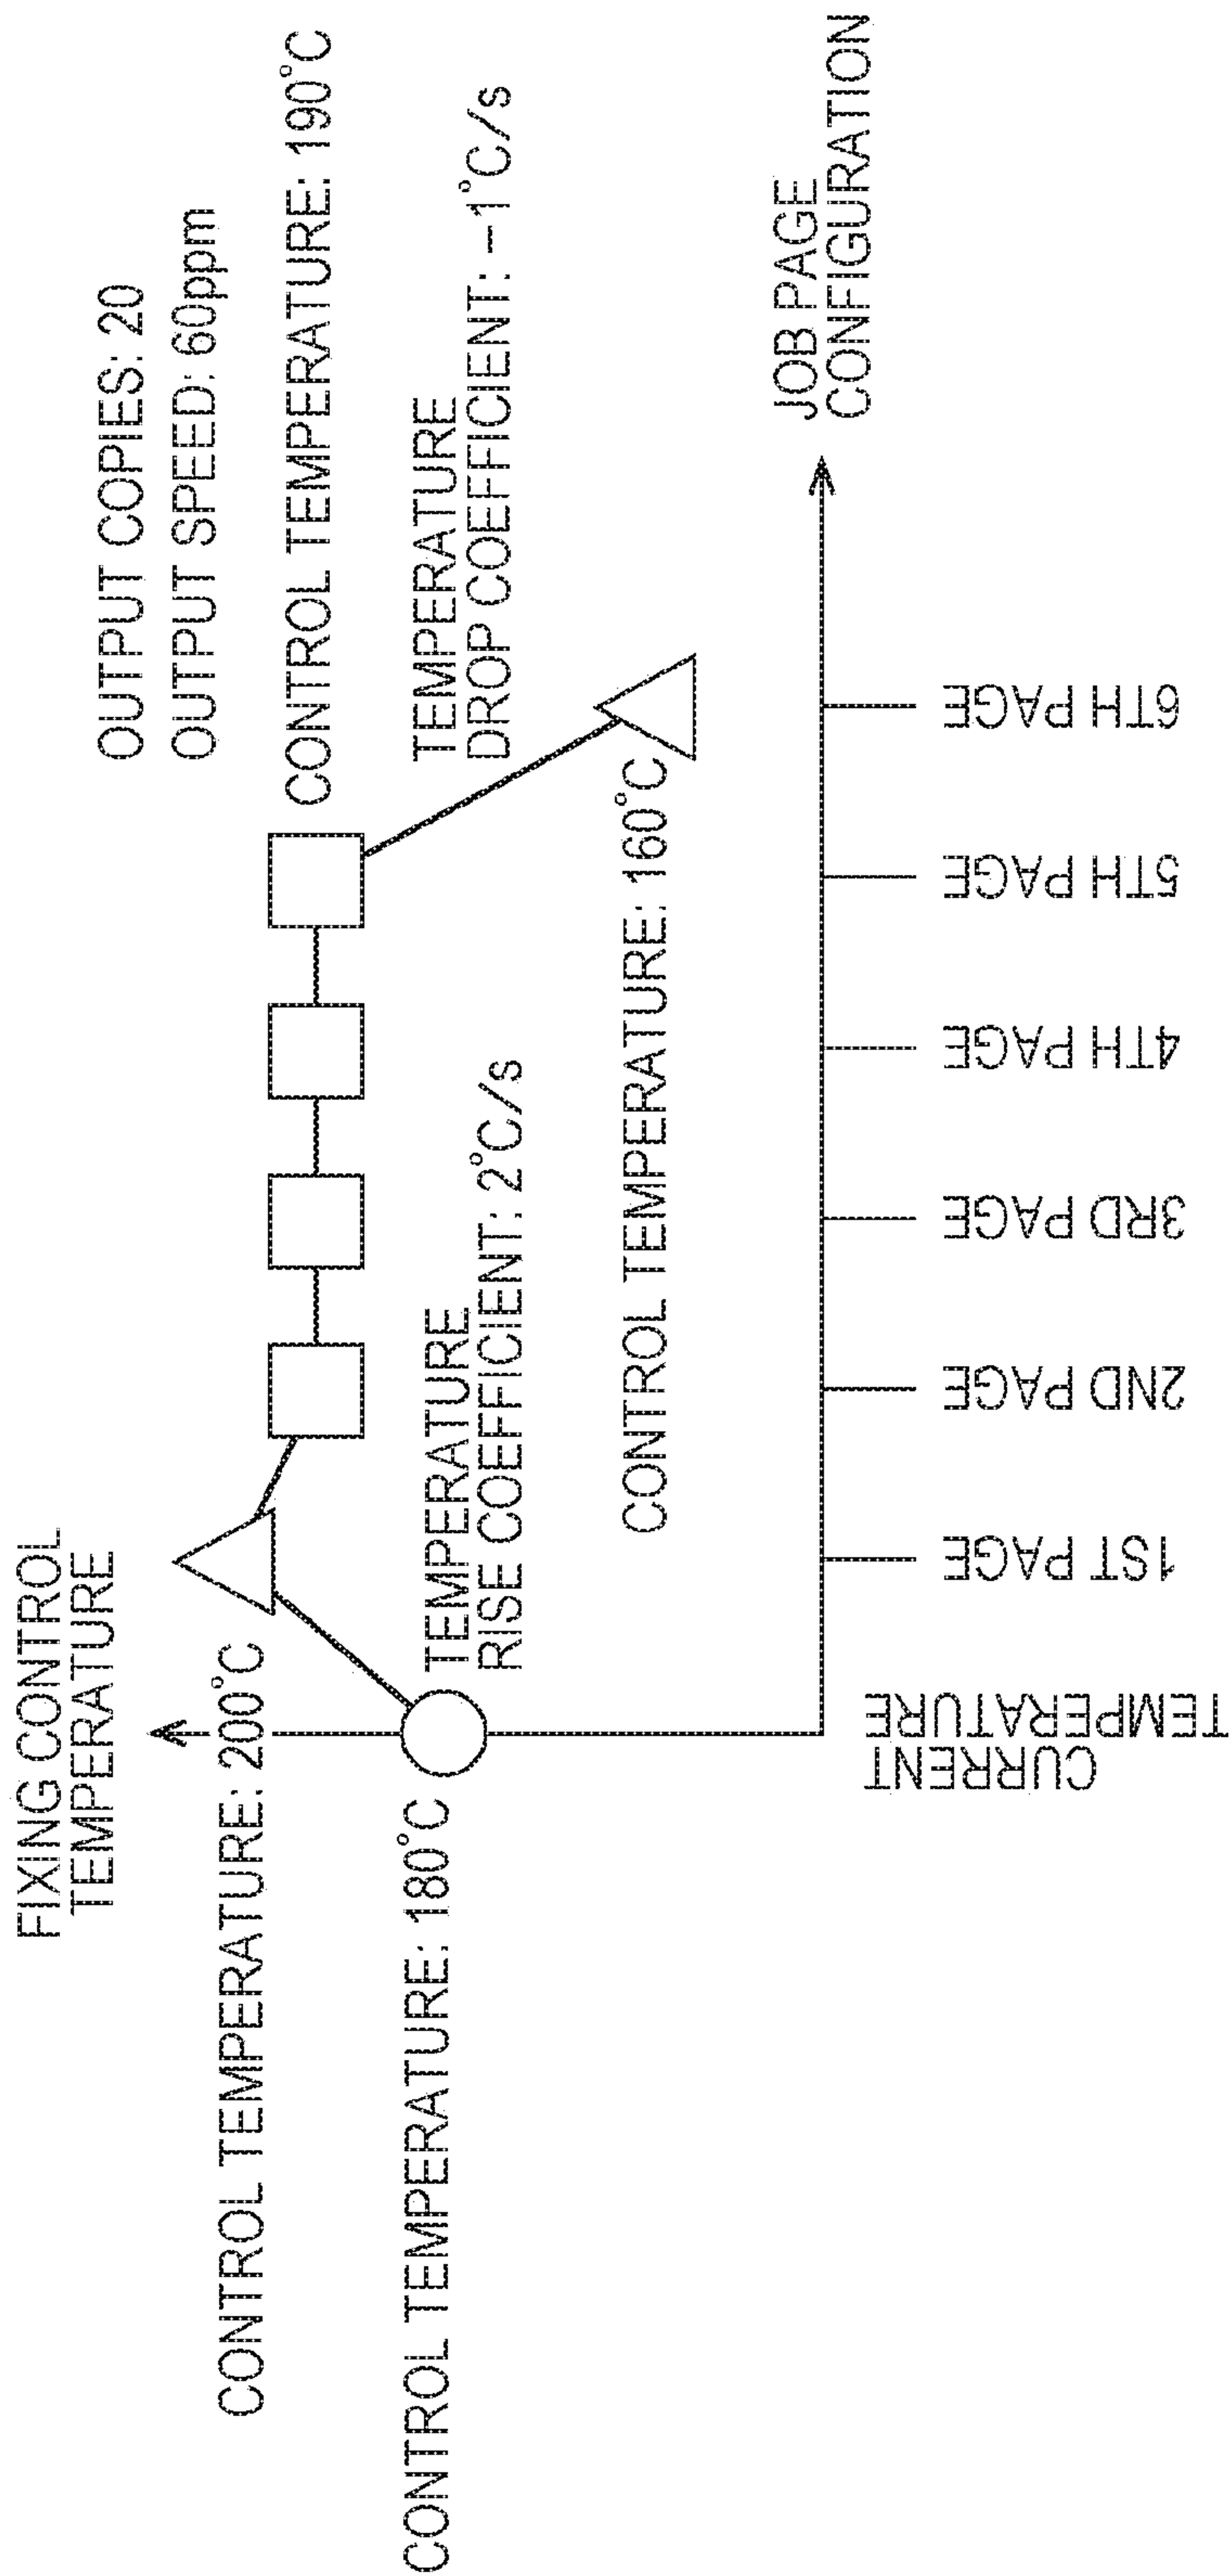 FIXING CONTROL
TEMPERATURE
OUTPUT COPIES: 20
OUTPUT SPEED: 60ppm
CONTROL TEMPERATURE: 200°C
CONTROL TEMPERATURE: 190°C
CONTROL TEMPERATURE: 180°C
TEMPERATURE
RISE COEFFICIENT: 2°C/s
TEMPERATURE
DROP COEFFICIENT: −1°C/s
CONTROL TEMPERATURE: 160°C
JOB PAGE
CONFIGURATION
CURRENT
TEMPERATURE
1ST PAGE
2ND PAGE
3RD PAGE
4TH PAGE
5TH PAGE
6TH PAGE